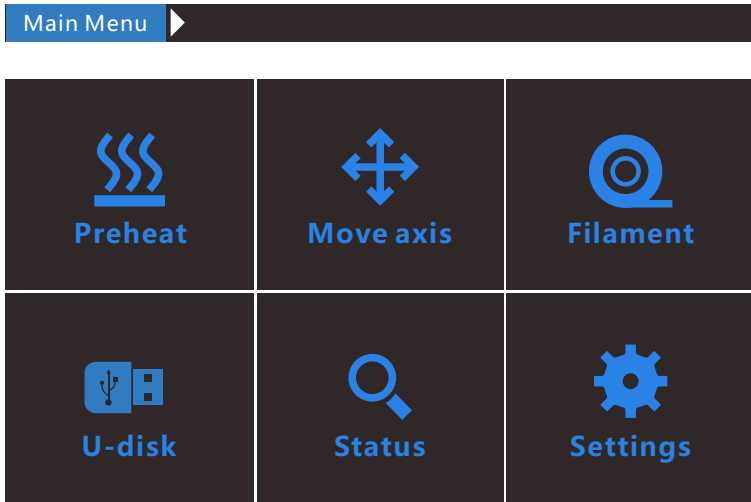 Main Menu
Preheat
Move axis
Filament
U-disk
Status
Settings